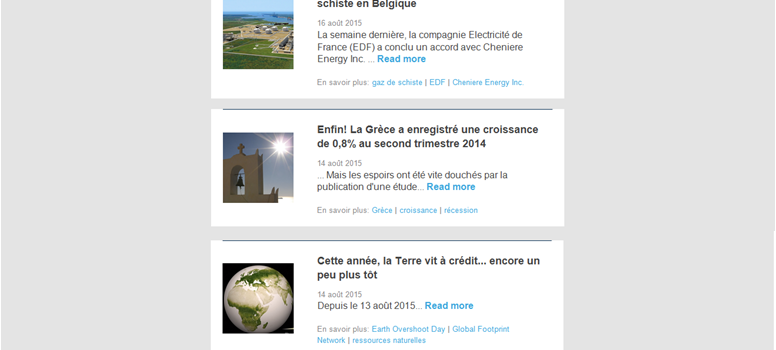 schiste en Belgique
16 août 2015
La semaine dernière, la compagnie Electricité de
France (EDF) a conclu un accord avec Cheniere
Energy Inc. ... Read more
En savoir plus: gaz de schiste | EDF | Cheniere Energy Inc.
Enfin! La Grèce a enregistré une croissance
de 0,8% au second trimestre 2014
14 août 2015
... Mais les espoirs ont été vite douchés par la
publication d'une étude... Read more
En savoir plus: Grèce | croissance | récession
Cette année, la Terre vit à crédit... encore un
peu plus tôt
14 août 2015
Depuis le 13 août 2015... Read more
En savoir plus: Earth Overshoot Day | Global Footprint
Network | ressources naturelles